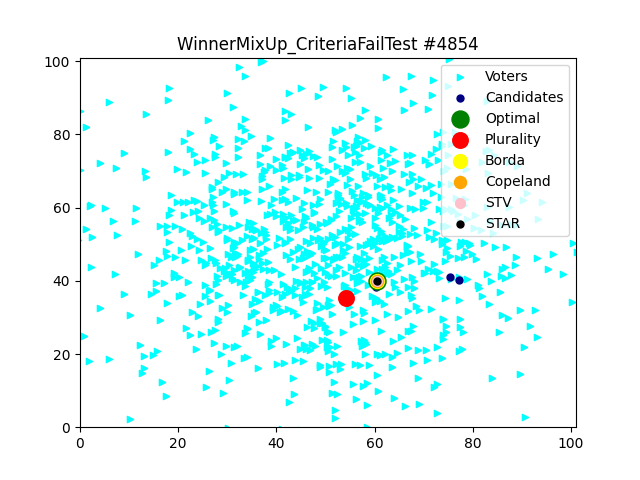 WinnerMixUp_CriteriaFailTest #4854
100
80
60
40
20
0
0
20
40
60
80
100
Voters
Candidates
Optimal
Plurality
Borda
Copeland
STV
STAR